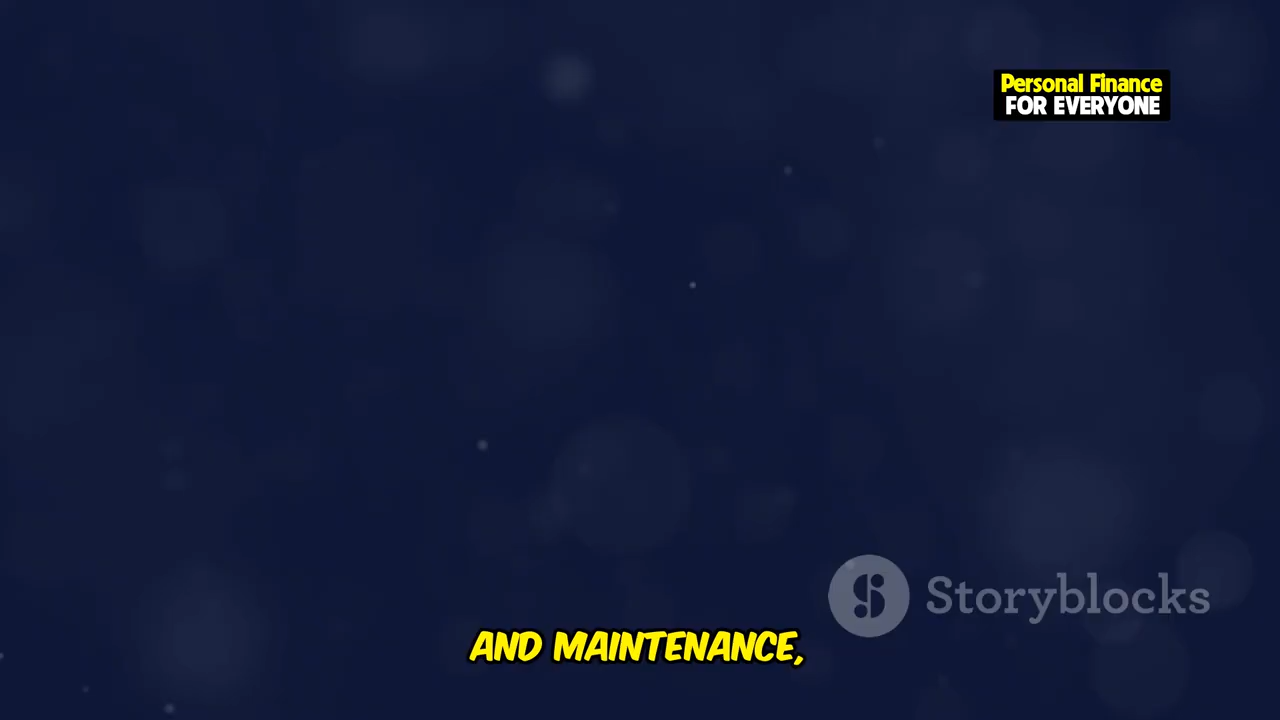 Personal Finance
FOR EVERYONE
Storyblocks
AND MAINTENANCE,